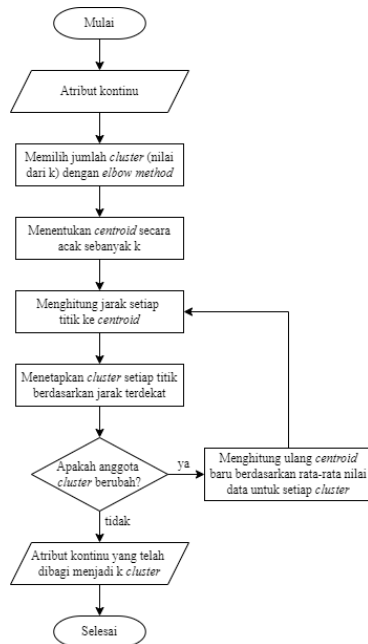 Mulai
Atribut kontinu
Memilih jumlah cluster (nilai
dari k) dengan elbow method
Menentukan centroid secara
acak sebanyak k
Menghitung jarak setiap
titik ke centroid
Menetapkan cluster setiap titik
berdasarkan jarak terdekat
Apakah anggota
cluster berubah?
ya
Menghitung ulang centroid
baru berdasarkan rata-rata nilai
data untuk setiap cluster
tidak
Atribut kontinu yang telah
dibagi menjadi k cluster
Selesai